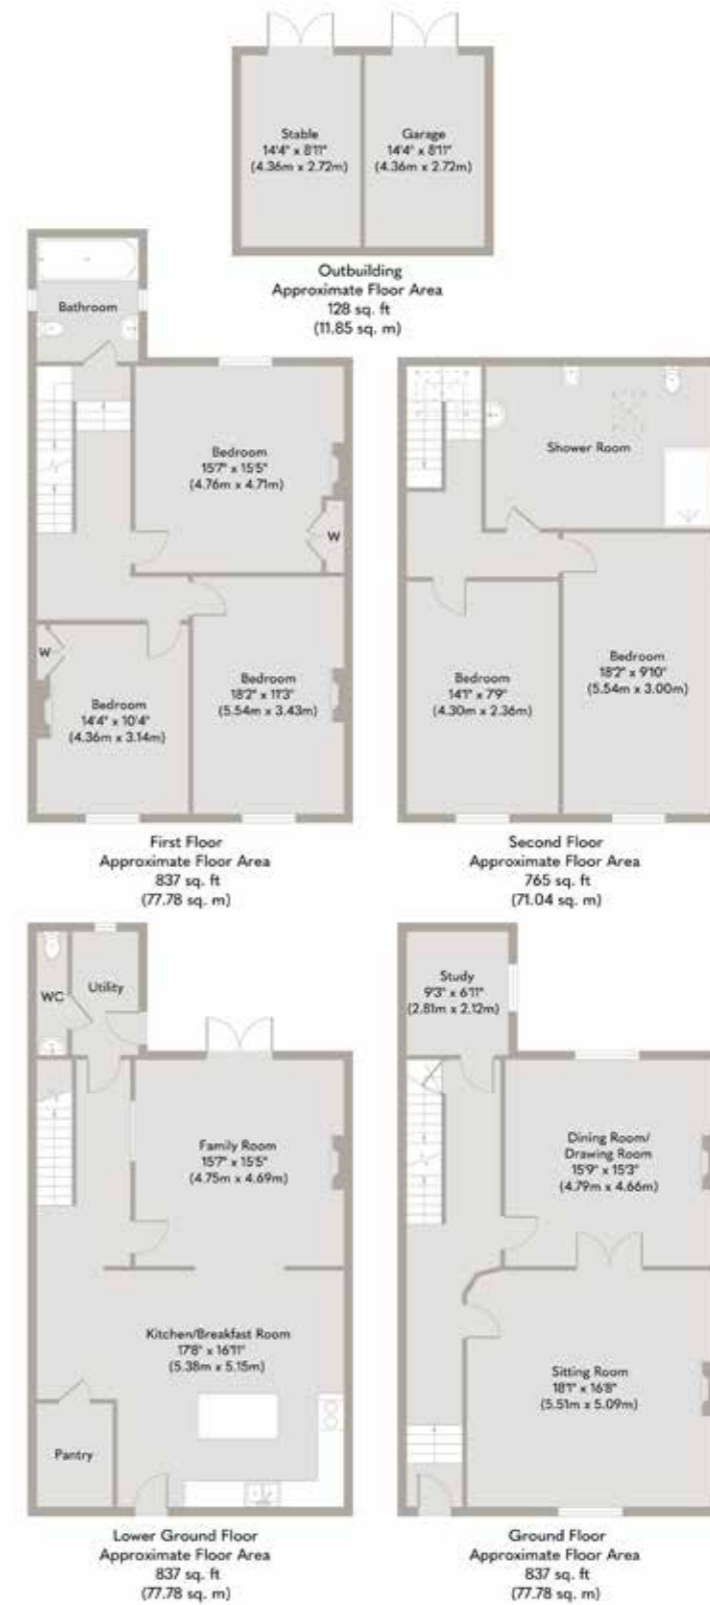 Stable
14'4" x 8'11"
(4.36m x 2.72m)
Garage
14'4" x 8'11"
(4.36m x 2.72m)
Outbuilding
Approximate Floor Area
128 sq. ft
(11.85 sq. m)
Bathroom
Bedroom
15'7" x 15'5"
(4.76m x 4.71m)
W
W
Bedroom
14'4" x 10'4"
(4.36m x 3.14m)
Bedroom
18'2" x 11'3"
(5.54m x 3.43m)
First Floor
Approximate Floor Area
837 sq. ft
(77.78 sq. m)
Shower Room
Bedroom
14'1" x 7'9"
(4.30m x 2.36m)
Bedroom
18'2" x 9'10"
(5.54m x 3.00m)
Second Floor
Approximate Floor Area
765 sq. ft
(71.04 sq. m)
WC
Utility
Family Room
15'7" x 15'5"
(4.75m x 4.69m)
Kitchen/Breakfast Room
17'8" x 16'11"
(5.38m x 5.15m)
Pantry
Lower Ground Floor
Approximate Floor Area
837 sq. ft
(77.78 sq. m)
Study
9'3" x 6'11"
(2.81m x 2.12m)
Dining Room/
Drawing Room
15'9" x 15'3"
(4.79m x 4.66m)
Sitting Room
18'1" x 16'8"
(5.51m x 5.09m)
Ground Floor
Approximate Floor Area
837 sq. ft
(77.78 sq. m)